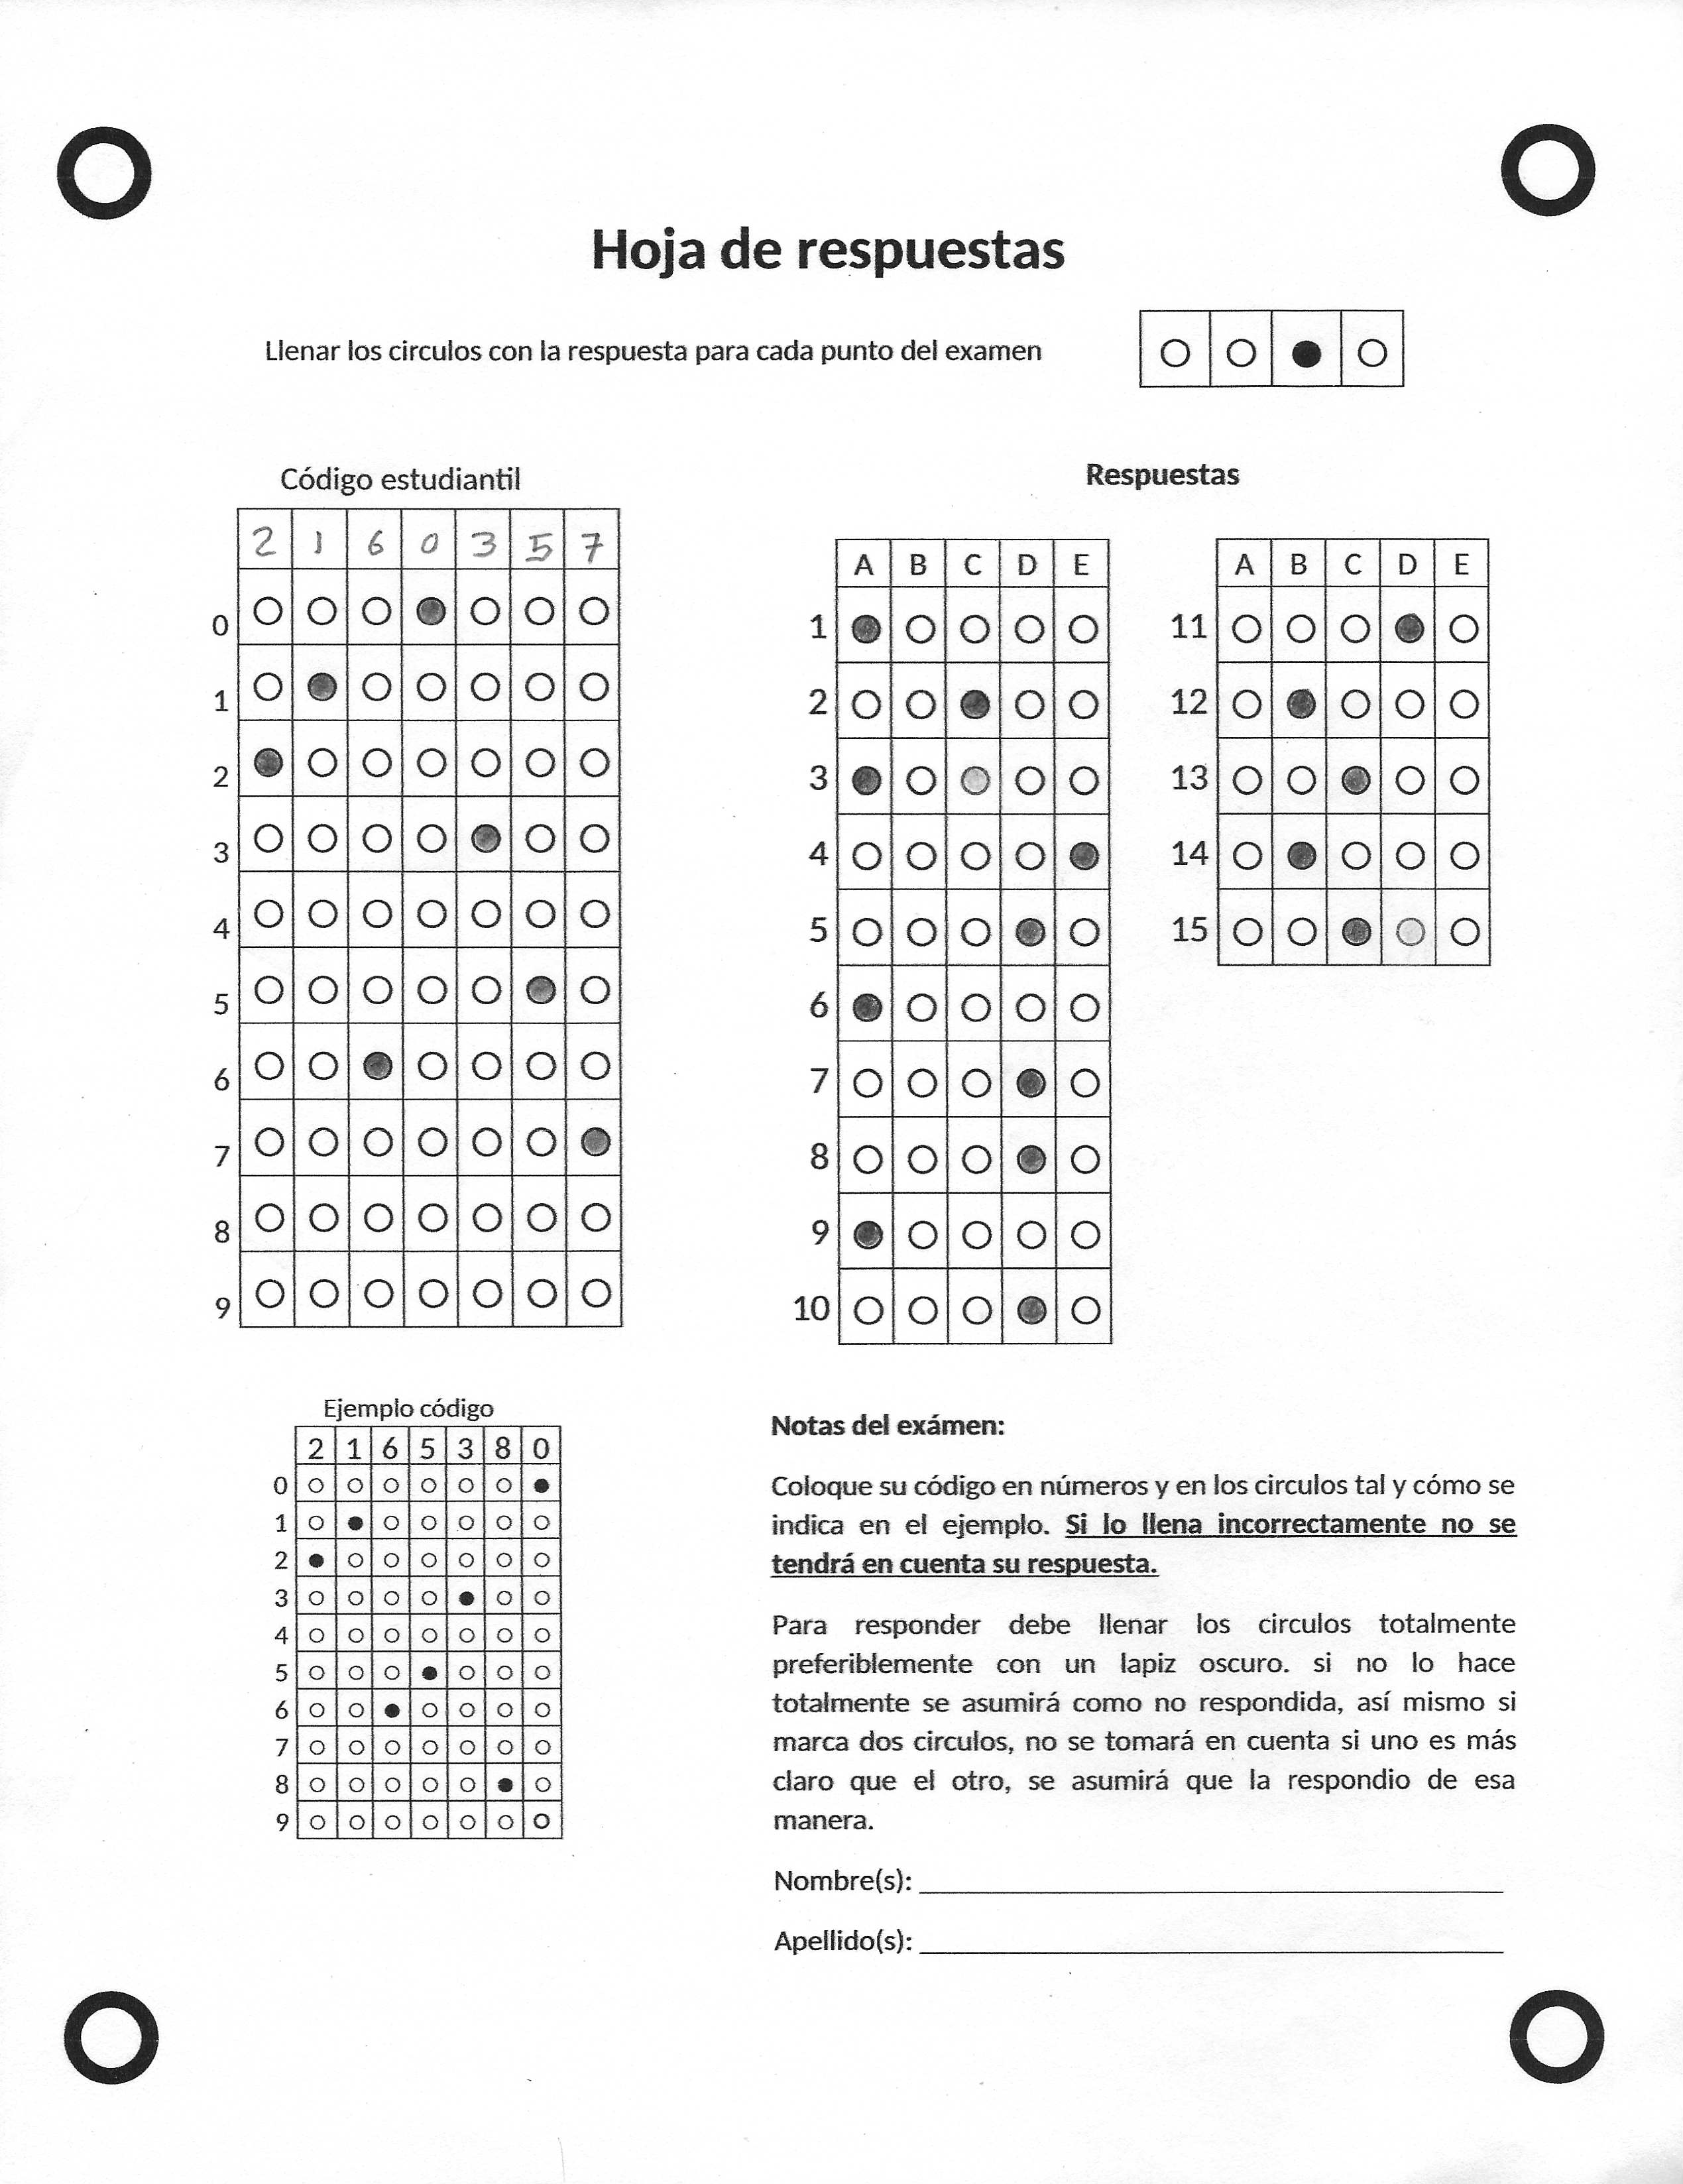 Hoja de respuestas
Llenar los circulos con la respuesta para cada punto del examen
Código estudiantil
2 1 6 0 3 5 7
0
1
2
3
4
5
6
7
8
9
Respuestas
A B C D E
1
2
3
4
5
6
7
8
9
10
A B C D E
11
12
13
14
15
Ejemplo código
2 1 6 5 3 8 0
0
1
2
3
4
5
6
7
8
9
Notas del exámen:
Coloque su código en números y en los circulos tal y cómo se
indica en el ejemplo. Si lo llena incorrectamente no se
tendrá en cuenta su respuesta.
Para responder debe llenar los circulos totalmente
preferiblemente con un lapiz oscuro. si no lo hace
totalmente se asumirá como no respondida, así mismo si
marca dos circulos, no se tomará en cuenta si uno es más
claro que el otro, se asumirá que la respondio de esa
manera.
Nombre(s):
Apellido(s):